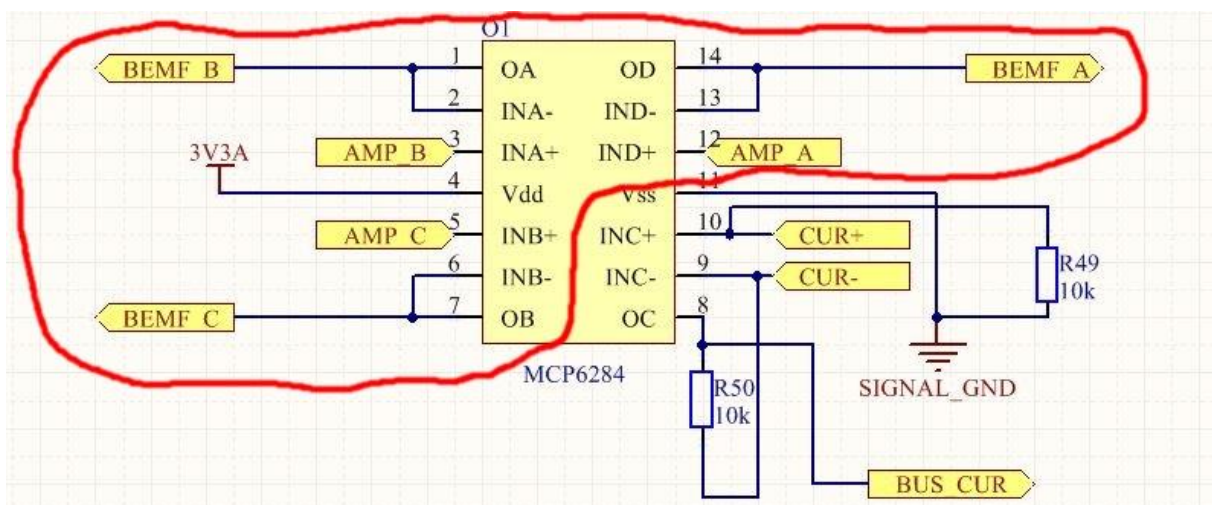 O1
BEMF_B 1 OA OD 14 BEMF_A
2 INA- IND- 13
3V3A AMP_B 3 INA+ IND+ 12 AMP_A
4 Vdd Vss 11
AMP_C 5 INB+ INC+ 10 CUR+
6 INB- INC- 9 CUR- R49
10k
BEMF_C 7 OB OC 8
MCP6284
R50
10k
SIGNAL_GND
BUS_CUR